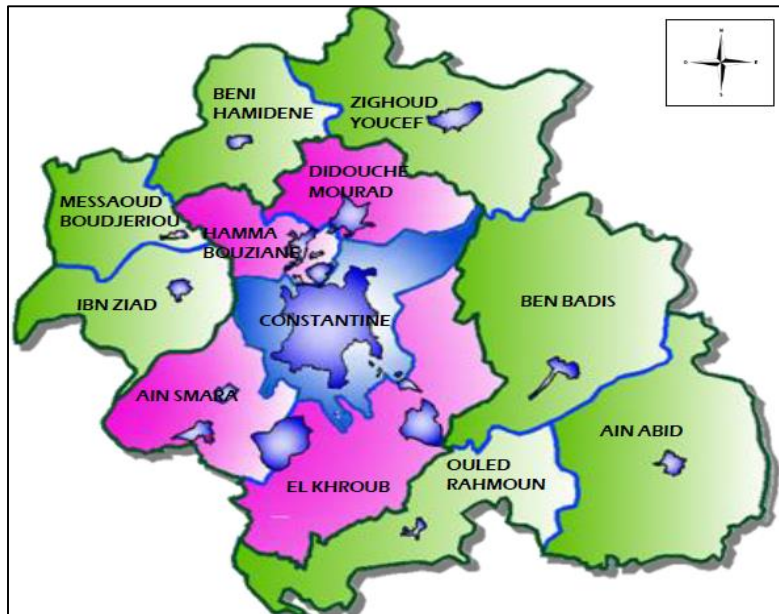 N
O
E
S
BENI
HAMIDENE
ZIGHOUD
YOUCEF
DIDOUCHE
MOURAD
MESSAOUD
BOUDJERIOU
HAMMA
BOUZIANE
IBN ZIAD
CONSTANTINE
BEN BADIS
AIN SMARA
AIN ABID
OULED
RAHMOUN
EL KHROUB